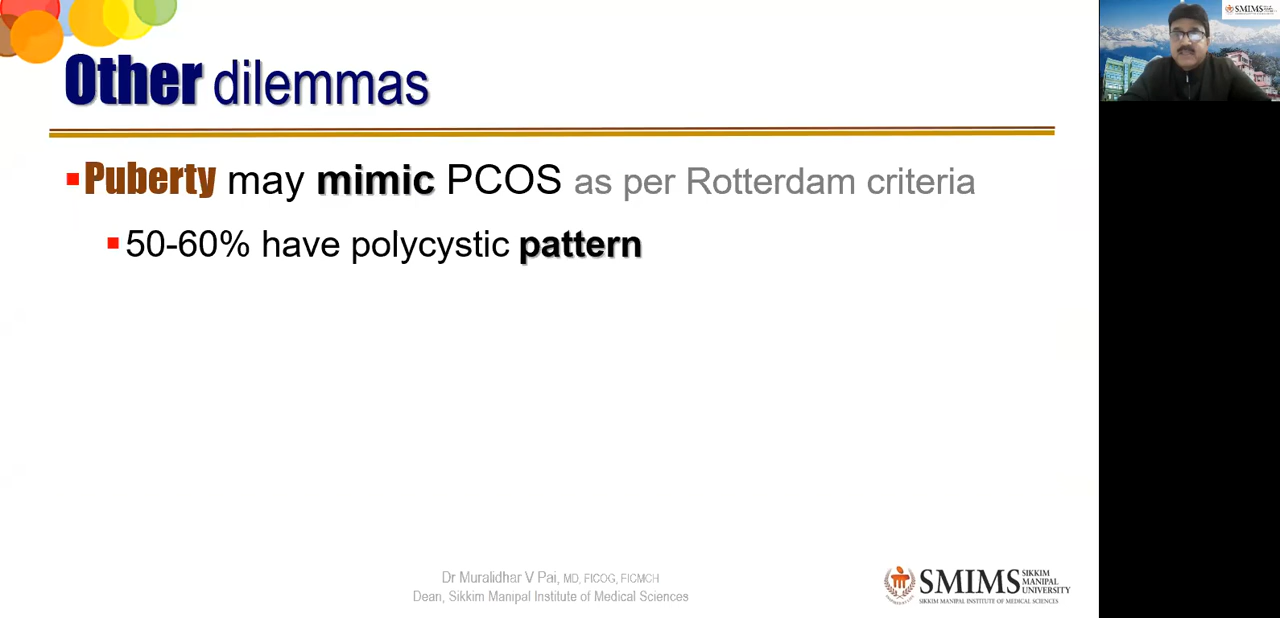 Other dilemmas
Puberty may mimic PCOS as per Rotterdam criteria
50-60% have polycystic pattern
Dr Muralidhar V Pai, MD, FICOG, FICMCH
Dean, Sikkim Manipal Institute of Medical Sciences
SMIMS SIKKIM
MANIPAL
UNIVERSITY
SIKKIM MANIPAL INSTITUTE OF MEDICAL SCIENCES
SMIMS